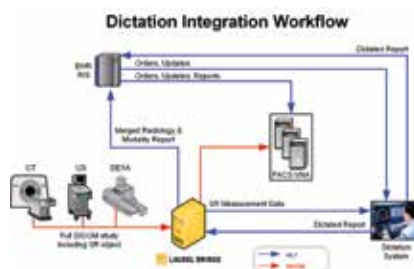 Dictation Integration Workflow
Dictated Report
EMR
RIS
Orders, Updates
Orders, Updates, Reports
Merged Radiology &
Modality Report
PACS VNA
CT
US
DEXA
SR Measurement Data
Full DICOM study
including SR object
Dictated Report
LAUREL BRIDGE
HL7
DICOM
Dictation
System